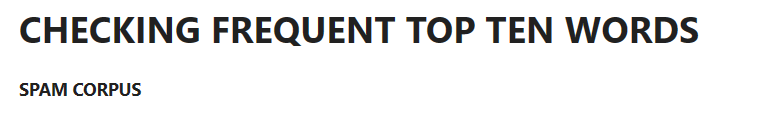 CHECKING FREQUENT TOP TEN WORDS
SPAM CORPUS